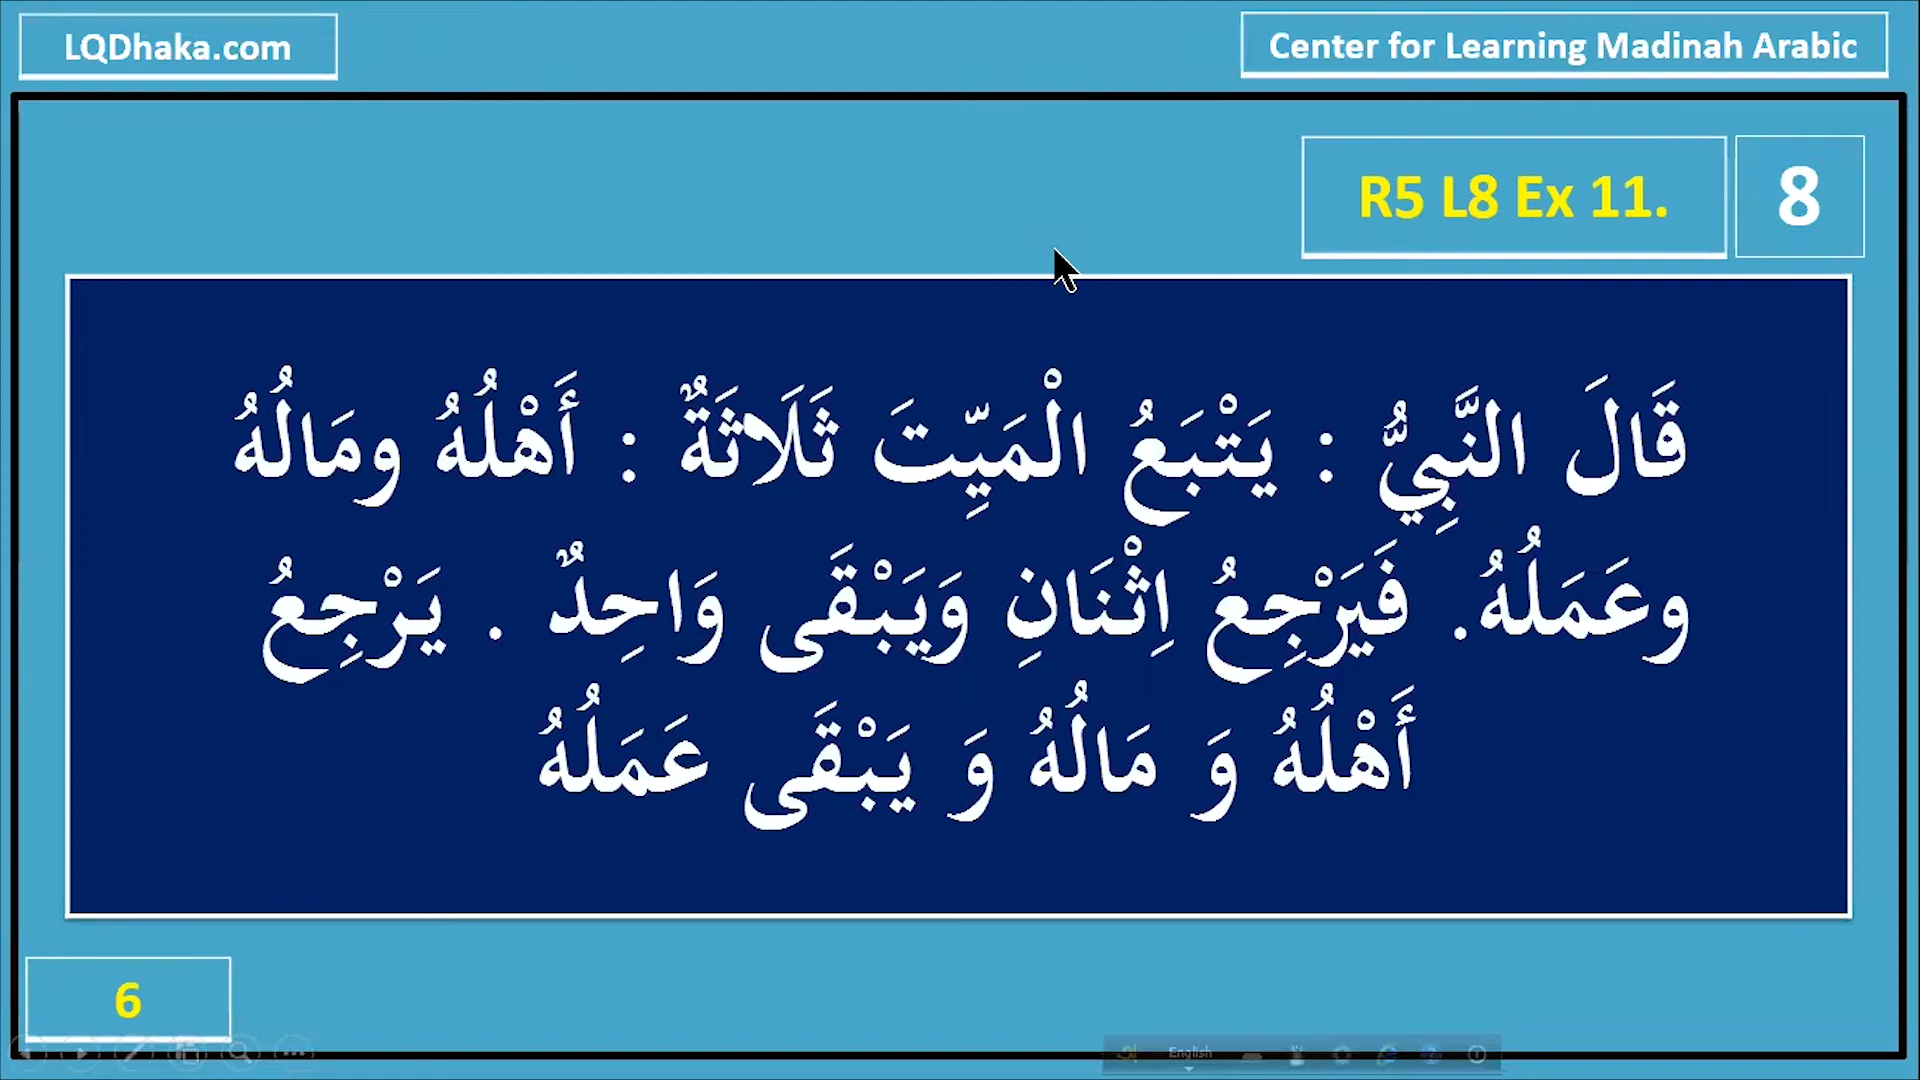 LQDhaka.com
Center for Learning Madinah Arabic
R5 L8 Ex 11.
8
قَالَ النَّبِيُّ : يَتْبَعُ الْمَيِّتَ ثَلَاثَةٌ : أَهْلُهُ ومَالُهُ
وعَمَلُهُ. فَيَرْجِعُ اِثْنَانِ وَيَبْقَى وَاحِدٌ . يَرْجِعُ
أَهْلُهُ وَ مَالُهُ وَ يَبْقَى عَمَلُهُ
6
English